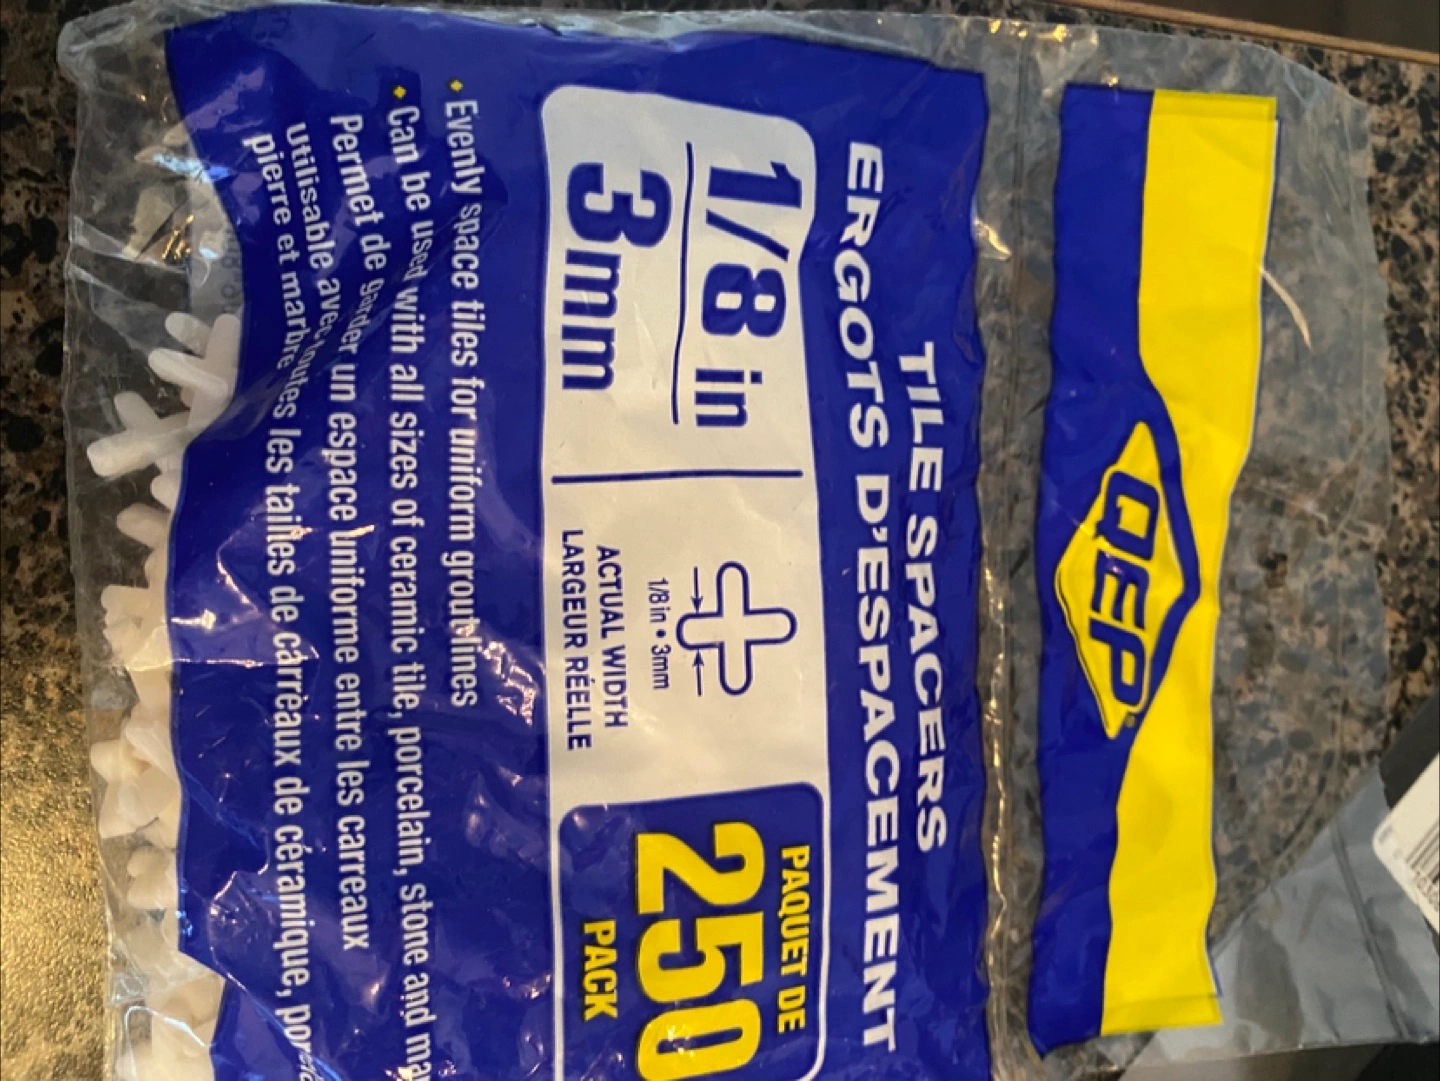 QEP
TILE SPACERS
ERGOTS D'ESPACEMENT
1/8 in
3mm
1/8 in • 3mm
ACTUAL WIDTH
LARGEUR RÉELLE
PAQUET DE
250
PACK
• Evenly space tiles for uniform grout lines
• Can be used with all sizes of ceramic tile, porcelain, stone and
Permet de garder un espace uniforme entre les carreaux
utilisable avec toutes les tailles de carreaux de céramique,
pierre et marbre